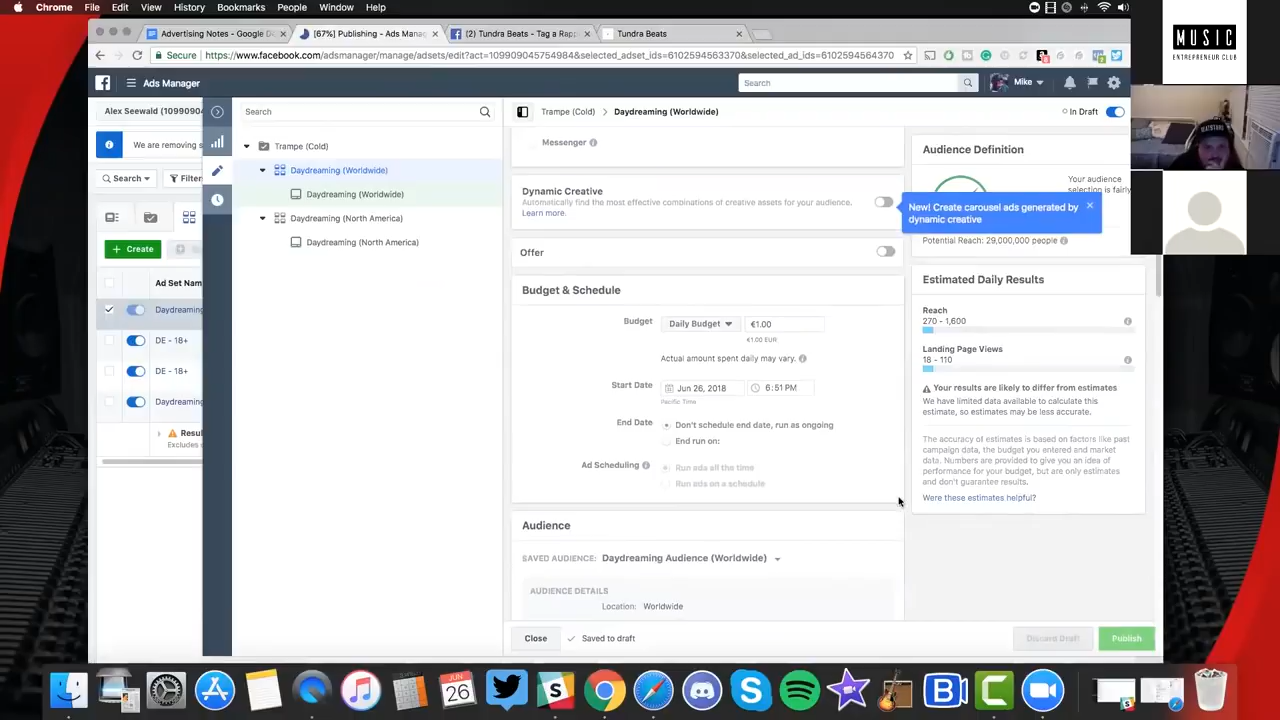 Chrome File Edit View History Bookmarks People Window Help
Advertising Notes - Google D
[67%] Publishing - Ads Mana
(2) Tundra Beats - Tag a Rapp
Tundra Beats
Secure https://www.facebook.com/adsmanager/manage/adsets/edit?act=109909045754984&selected_adset_ids=6102594563370&selected_ad_ids=6102594564370
MUSIC
ENTREPRENEUR CLUB
Ads Manager
Search
Mike
Alex Seewald (10990904
Search
Trampe (Cold) > Daydreaming (Worldwide)
In Draft
We are removing s
Trampe (Cold)
Daydreaming (Worldwide)
Daydreaming (Worldwide)
Daydreaming (North America)
Daydreaming (North America)
Search
Filter
Create
Ad Set Name
Daydreaming
DE - 18+
DE - 18+
Daydreaming
Resul
Excludes
Messenger
Dynamic Creative
Automatically find the most effective combinations of creative assets for your audience.
Learn more.
Offer
Budget & Schedule
Budget Daily Budget €1.00
€1.00 EUR
Actual amount spent daily may vary.
Start Date Jun 26, 2018 6:51 PM
Pacific Time
End Date Don't schedule end date, run as ongoing
End run on:
Ad Scheduling Run ads all the time
Run ads on a schedule
Audience
SAVED AUDIENCE: Daydreaming Audience (Worldwide)
AUDIENCE DETAILS
Location: Worldwide
Close Saved to draft Discard Draft Publish
Audience Definition
Your audience
selection is fairly
New! Create carousel ads generated by
dynamic creative
Potential Reach: 29,000,000 people
Estimated Daily Results
Reach
270 - 1,600
Landing Page Views
18 - 110
Your results are likely to differ from estimates
We have limited data available to calculate this
estimate, so estimates may be less accurate.
The accuracy of estimates is based on factors like past
campaign data, the budget you entered and market
data. Numbers are provided to give you an idea of
performance for your budget, but are only estimates
and don't guarantee results.
Were these estimates helpful?
JUN
26